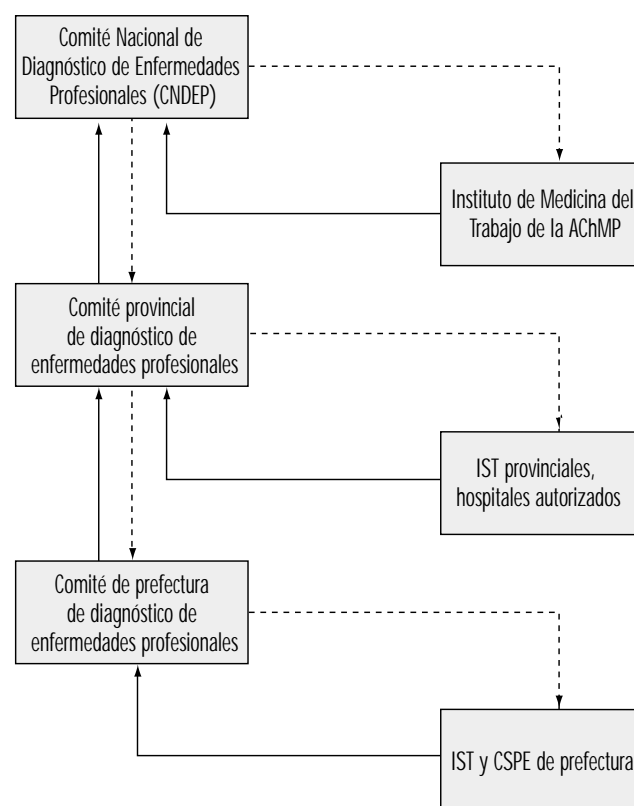 Comité Nacional de
Diagnóstico de Enfermedades
Profesionales (CNDEP)
Instituto de Medicina del
Trabajo de la AChMP
Comité provincial
de diagnóstico de
enfermedades profesionales
IST provinciales,
hospitales autorizados
Comité de prefectura
de diagnóstico de
enfermedades profesionales
IST y CSPE de prefectura